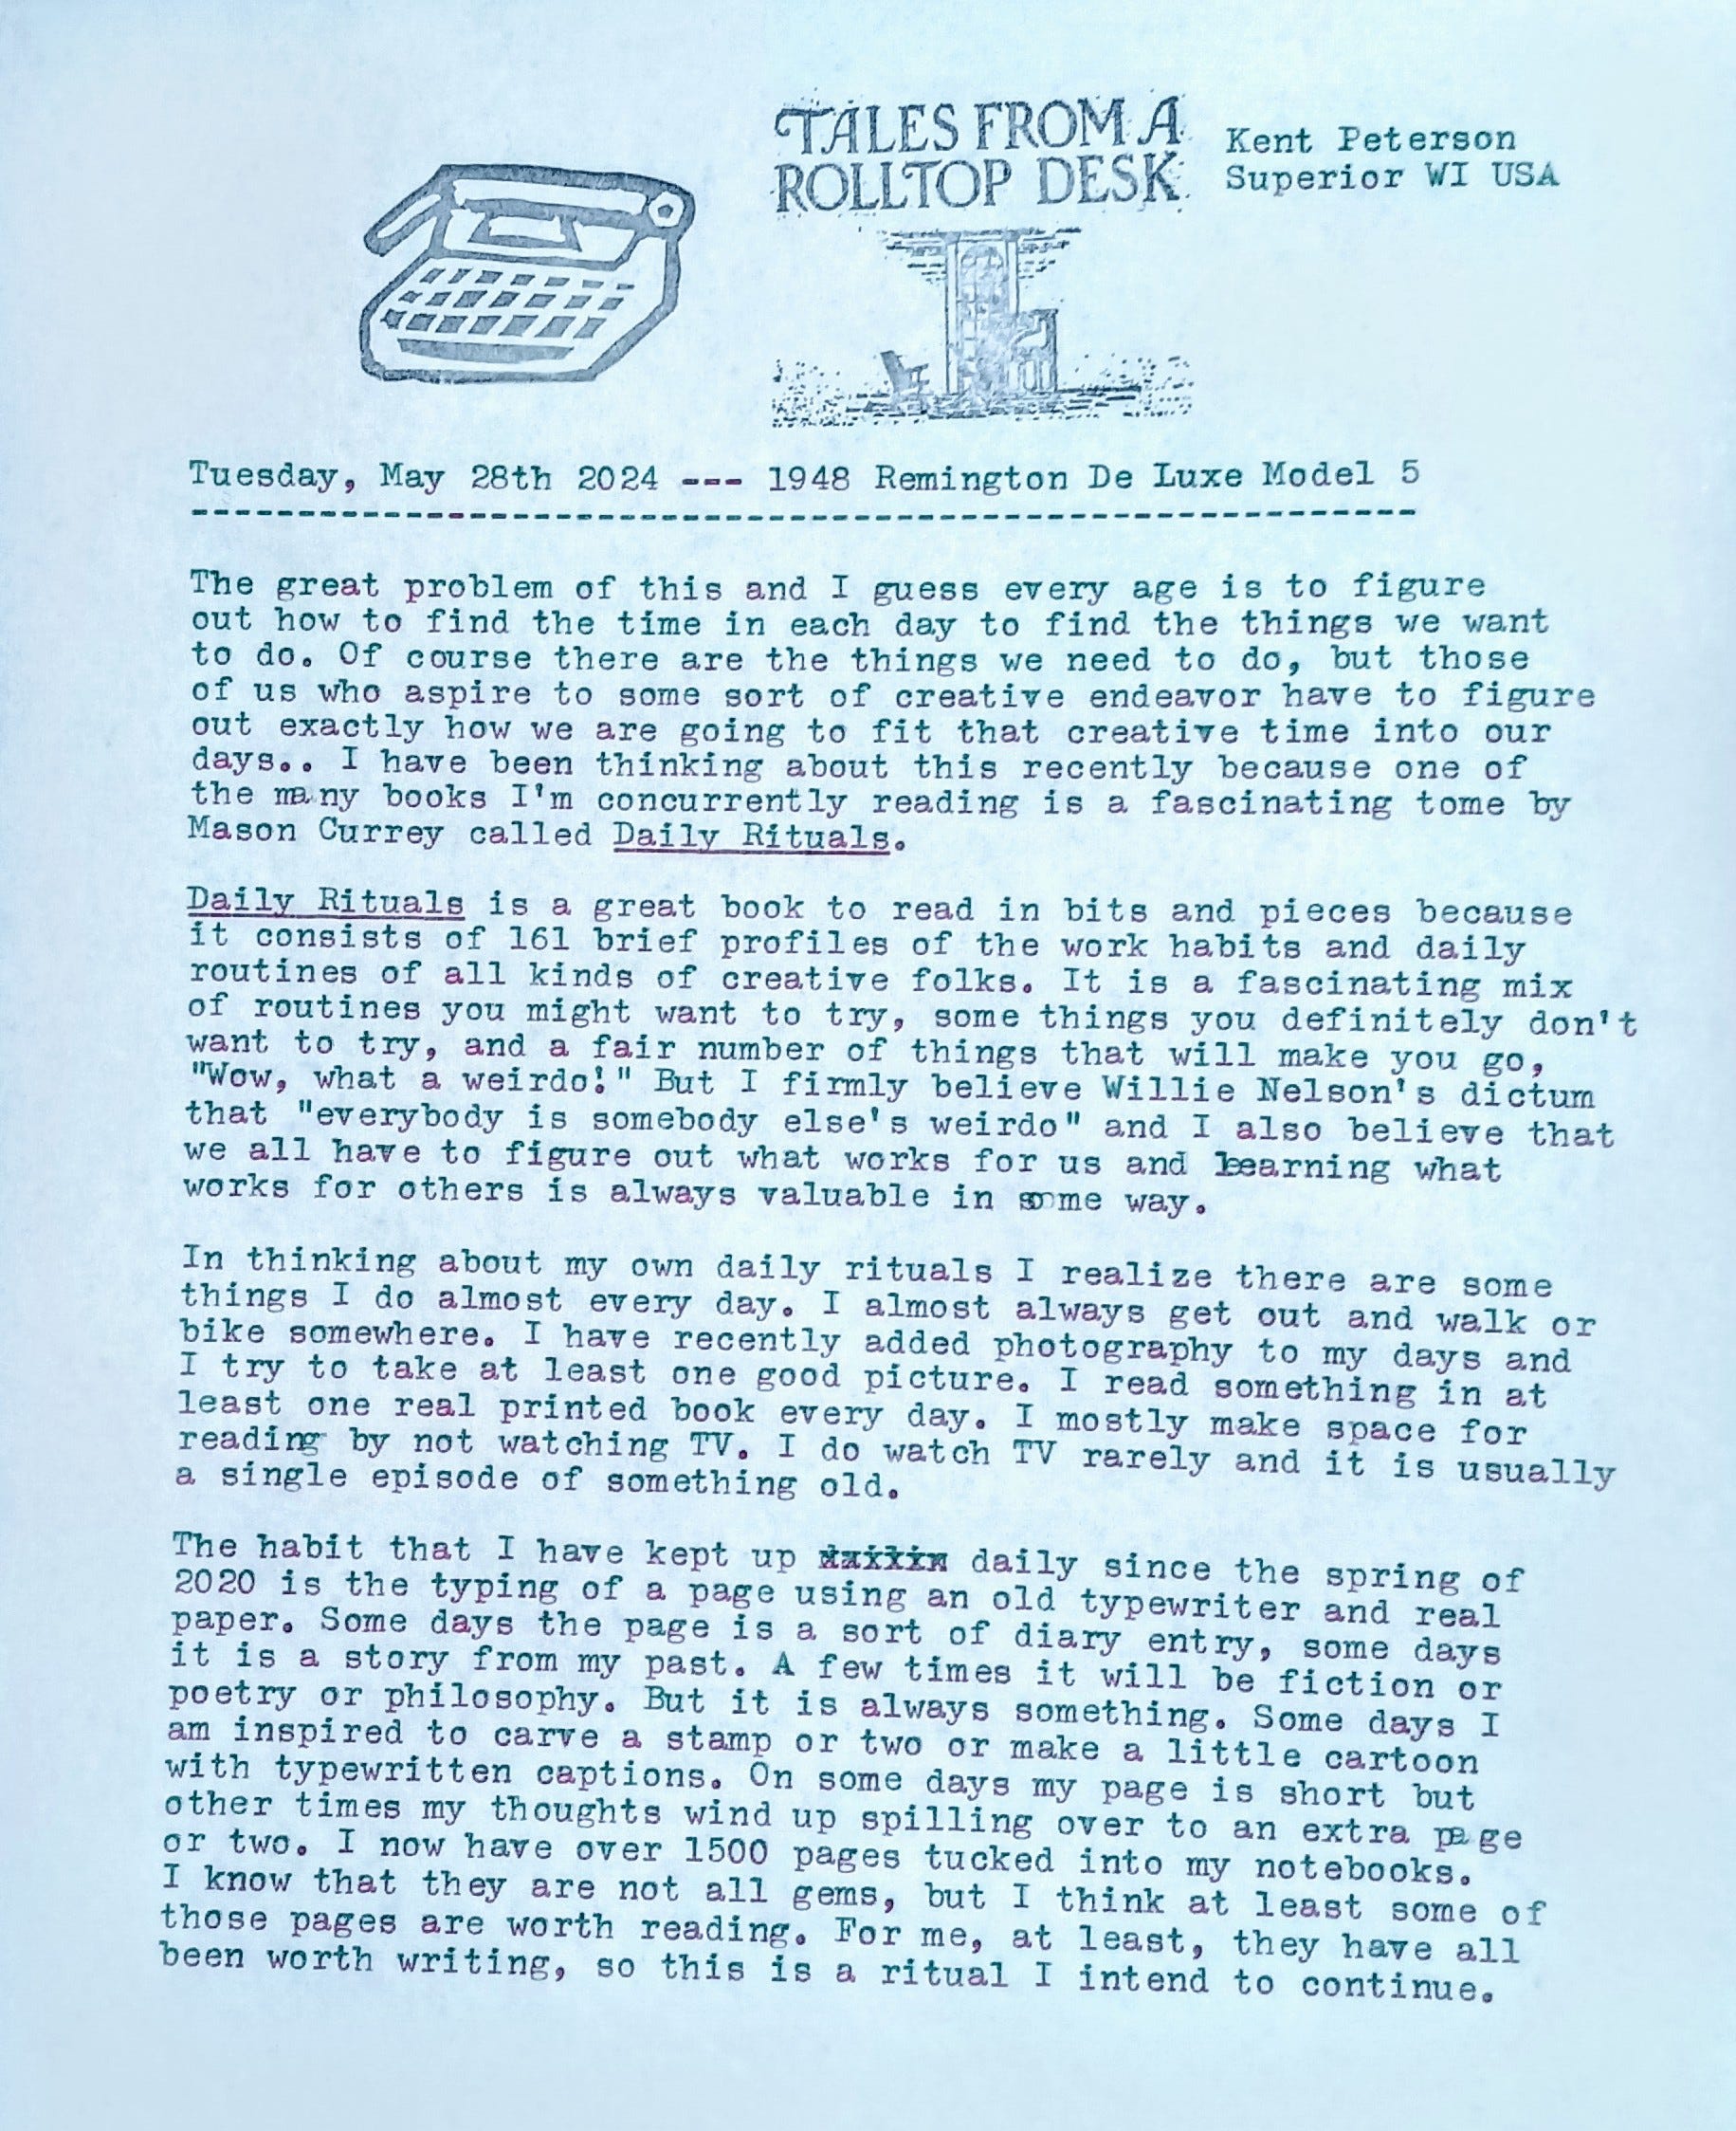 TALES FROM A
ROLLTOP DESK
Kent Peterson
Superior WI USA
Tuesday, May 28th 2024 --- 1948 Remington De Luxe Model 5
----------------------------------------------------------
The great problem of this and I guess every age is to figure
out how to find the time in each day to find the things we want
to do. Of course there are the things we need to do, but those
of us who aspire to some sort of creative endeavor have to figure
out exactly how we are going to fit that creative time into our
days.. I have been thinking about this recently because one of
the many books I'm concurrently reading is a fascinating tome by
Mason Currey called Daily Rituals.
Daily Rituals is a great book to read in bits and pieces because
it consists of 161 brief profiles of the work habits and daily
routines of all kinds of creative folks. It is a fascinating mix
of routines you might want to try, some things you definitely don't
want to try, and a fair number of things that will make you go,
"Wow, what a weirdo!" But I firmly believe Willie Nelson's dictum
that "everybody is somebody else's weirdo" and I also believe that
we all have to figure out what works for us and learning what
works for others is always valuable in some way.
In thinking about my own daily rituals I realize there are some
things I do almost every day. I almost always get out and walk or
bike somewhere. I have recently added photography to my days and
I try to take at least one good picture. I read something in at
least one real printed book every day. I mostly make space for
reading by not watching TV. I do watch TV rarely and it is usually
a single episode of something old.
The habit that I have kept up daily since the spring of
2020 is the typing of a page using an old typewriter and real
paper. Some days the page is a sort of diary entry, some days
it is a story from my past. A few times it will be fiction or
poetry or philosophy. But it is always something. Some days I
am inspired to carve a stamp or two or make a little cartoon
with typewritten captions. On some days my page is short but
other times my thoughts wind up spilling over to an extra page
or two. I now have over 1500 pages tucked into my notebooks.
I know that they are not all gems, but I think at least some of
those pages are worth reading. For me, at least, they have all
been worth writing, so this is a ritual I intend to continue.